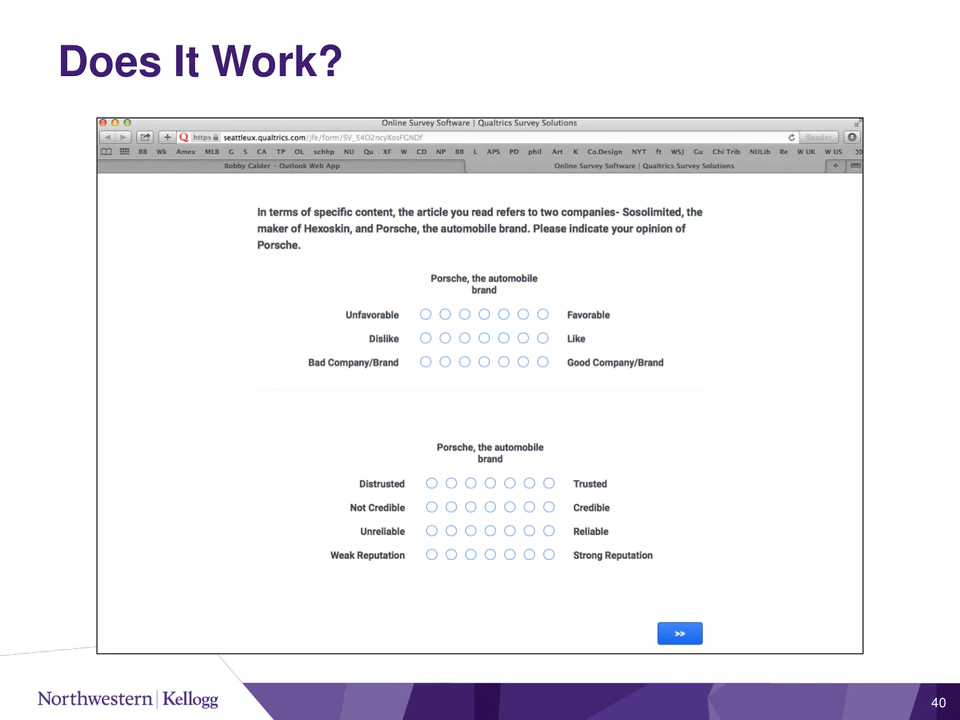 Does It Work?
Online Survey Software | Qualtrics Survey Solutions
https seattleux.qualtrics.com/jfe/form/SV_54O2ncyXosFGNDf
Reader
BB Wk Amex MLB G S CA TP OL schhp NU Qu XF W CD NP BB L APS PD phil Art K Co.Design NYT ft WSJ Gu Chi Trib NULib Re W UK W US
Bobby Calder - Outlook Web App Online Survey Software | Qualtrics Survey Solutions
In terms of specific content, the article you read refers to two companies- Sosolimited, the
maker of Hexoskin, and Porsche, the automobile brand. Please indicate your opinion of
Porsche.
Porsche, the automobile
brand
Unfavorable Favorable
Dislike Like
Bad Company/Brand Good Company/Brand
Porsche, the automobile
brand
Distrusted Trusted
Not Credible Credible
Unreliable Reliable
Weak Reputation Strong Reputation
>>
Northwestern | Kellogg
40